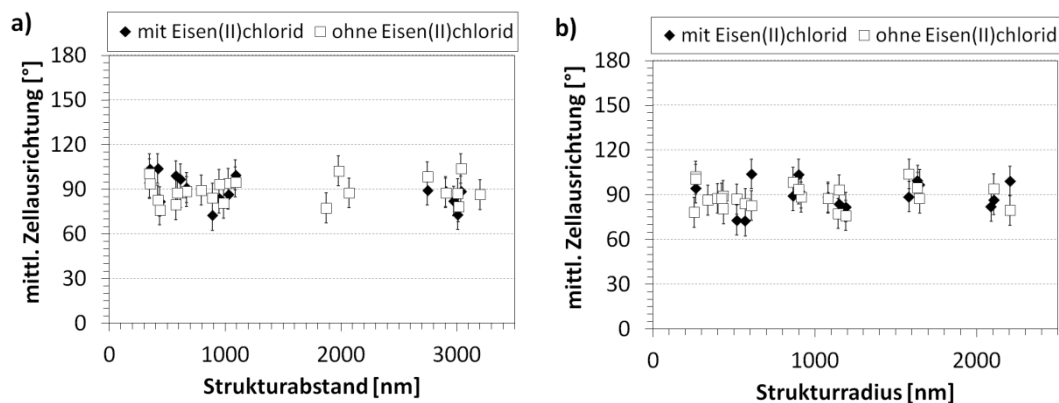 a)
mit Eisen(II)chlorid ohne Eisen(II)chlorid
mittl. Zellausrichtung [°]
180
150
120
90
60
30
0
0 1000 2000 3000
Strukturabstand [nm]
b)
mit Eisen(II)chlorid ohne Eisen(II)chlorid
mittl. Zellausrichtung [°]
180
150
120
90
60
30
0
0 1000 2000
Strukturradius [nm]